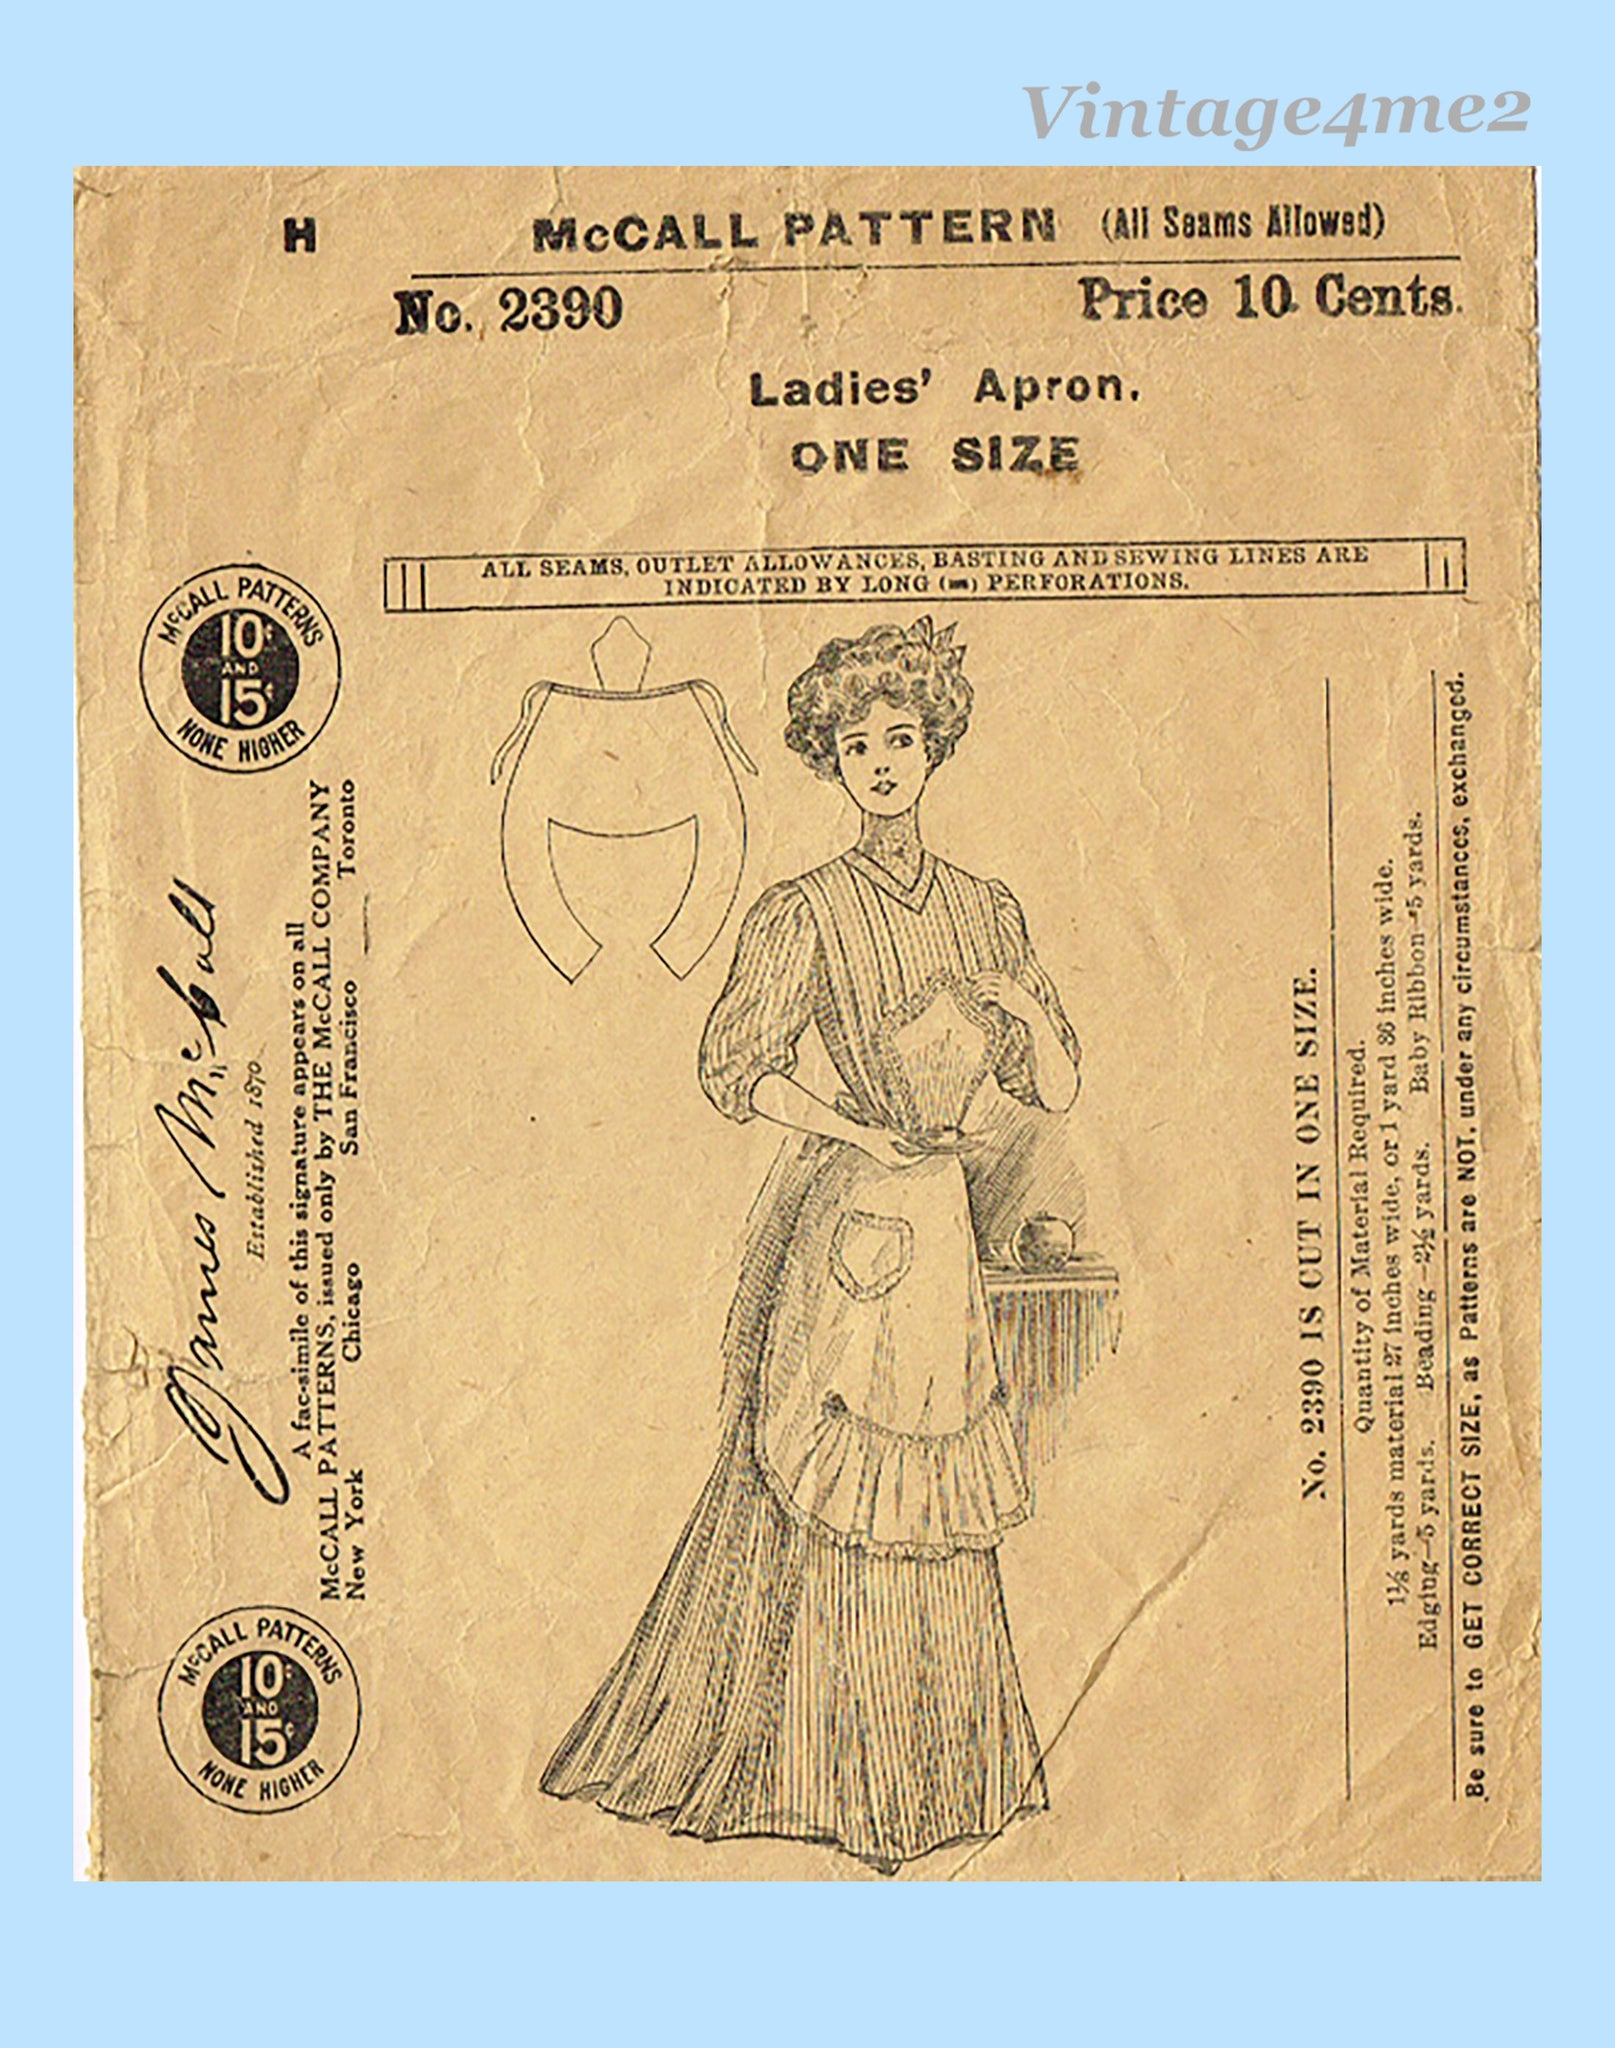 Vintage4me2
H
McCALL PATTERN (All Seams Allowed)
No. 2390
Price 10 Cents.
Ladies' Apron.
ONE SIZE
ALL SEAMS, OUTLET ALLOWANCES, BASTING AND SEWING LINES ARE
INDICATED BY LONG (▬) PERFORATIONS.
McCALL PATTERNS
10¢
AND
15¢
NONE HIGHER
James McCall
Established 1870
A fac-simile of this signature appears on all
McCALL PATTERNS, issued only by THE McCALL COMPANY
New York Chicago San Francisco Toronto
McCALL PATTERNS
10¢
AND
15¢
NONE HIGHER
No. 2390 IS CUT IN ONE SIZE.
Quantity of Material Required.
1⅛ yards material 27 inches wide, or 1 yard 36 inches wide.
Edging—5 yards. Beading—2½ yards. Baby Ribbon—5 yards.
Be sure to GET CORRECT SIZE, as Patterns are NOT, under any circumstances, exchanged.